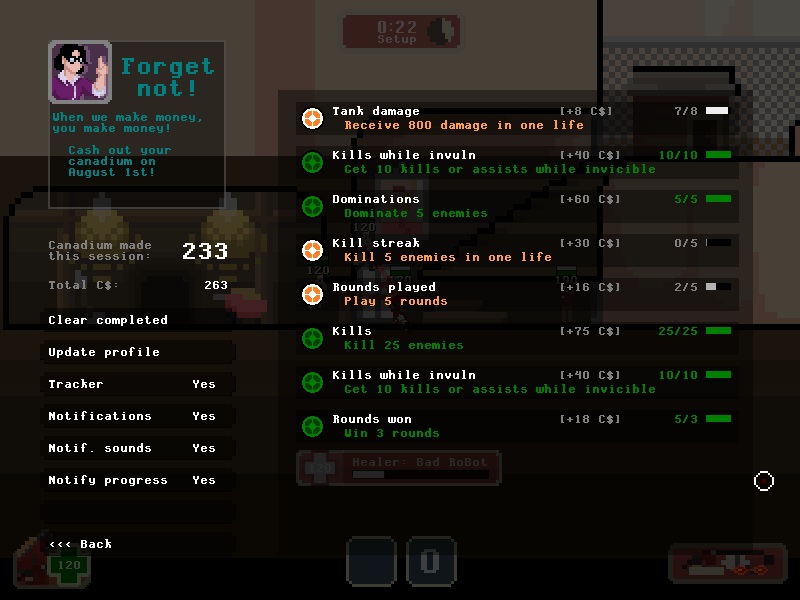 0:22
Setup
Forget
not!
When we make money,
you make money!
Cash out your
canadium on
August 1st!
Canadium made
this session: 233
Total C$: 263
Clear completed
Update profile
Tracker Yes
Notifications Yes
Notif. sounds Yes
Notify progress Yes
<<< Back
Tank damage [+8 C$] 7/8
Receive 800 damage in one life
Kills while invuln [+40 C$] 10/10
Get 10 kills or assists while invicible
Dominations [+60 C$] 5/5
Dominate 5 enemies
Kill streak [+30 C$] 0/5
Kill 5 enemies in one life
Rounds played [+16 C$] 2/5
Play 5 rounds
Kills [+75 C$] 25/25
Kill 25 enemies
Kills while invuln [+40 C$] 10/10
Get 10 kills or assists while invicible
Rounds won [+18 C$] 5/3
Win 3 rounds
120
120
120
Healer: Bad RoBot
120
0